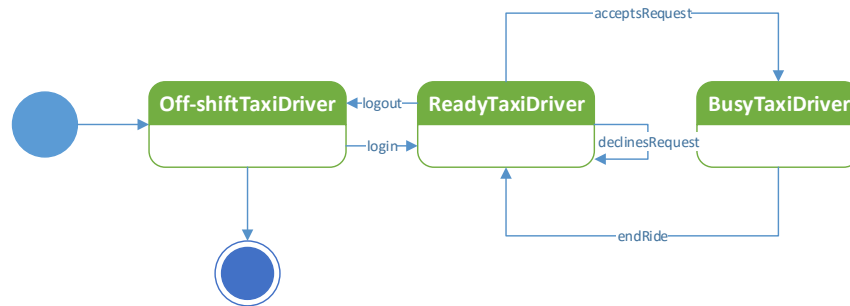 acceptsRequest
Off-shiftTaxiDriver
ReadyTaxiDriver
BusyTaxiDriver
logout
login
declinesRequest
endRide